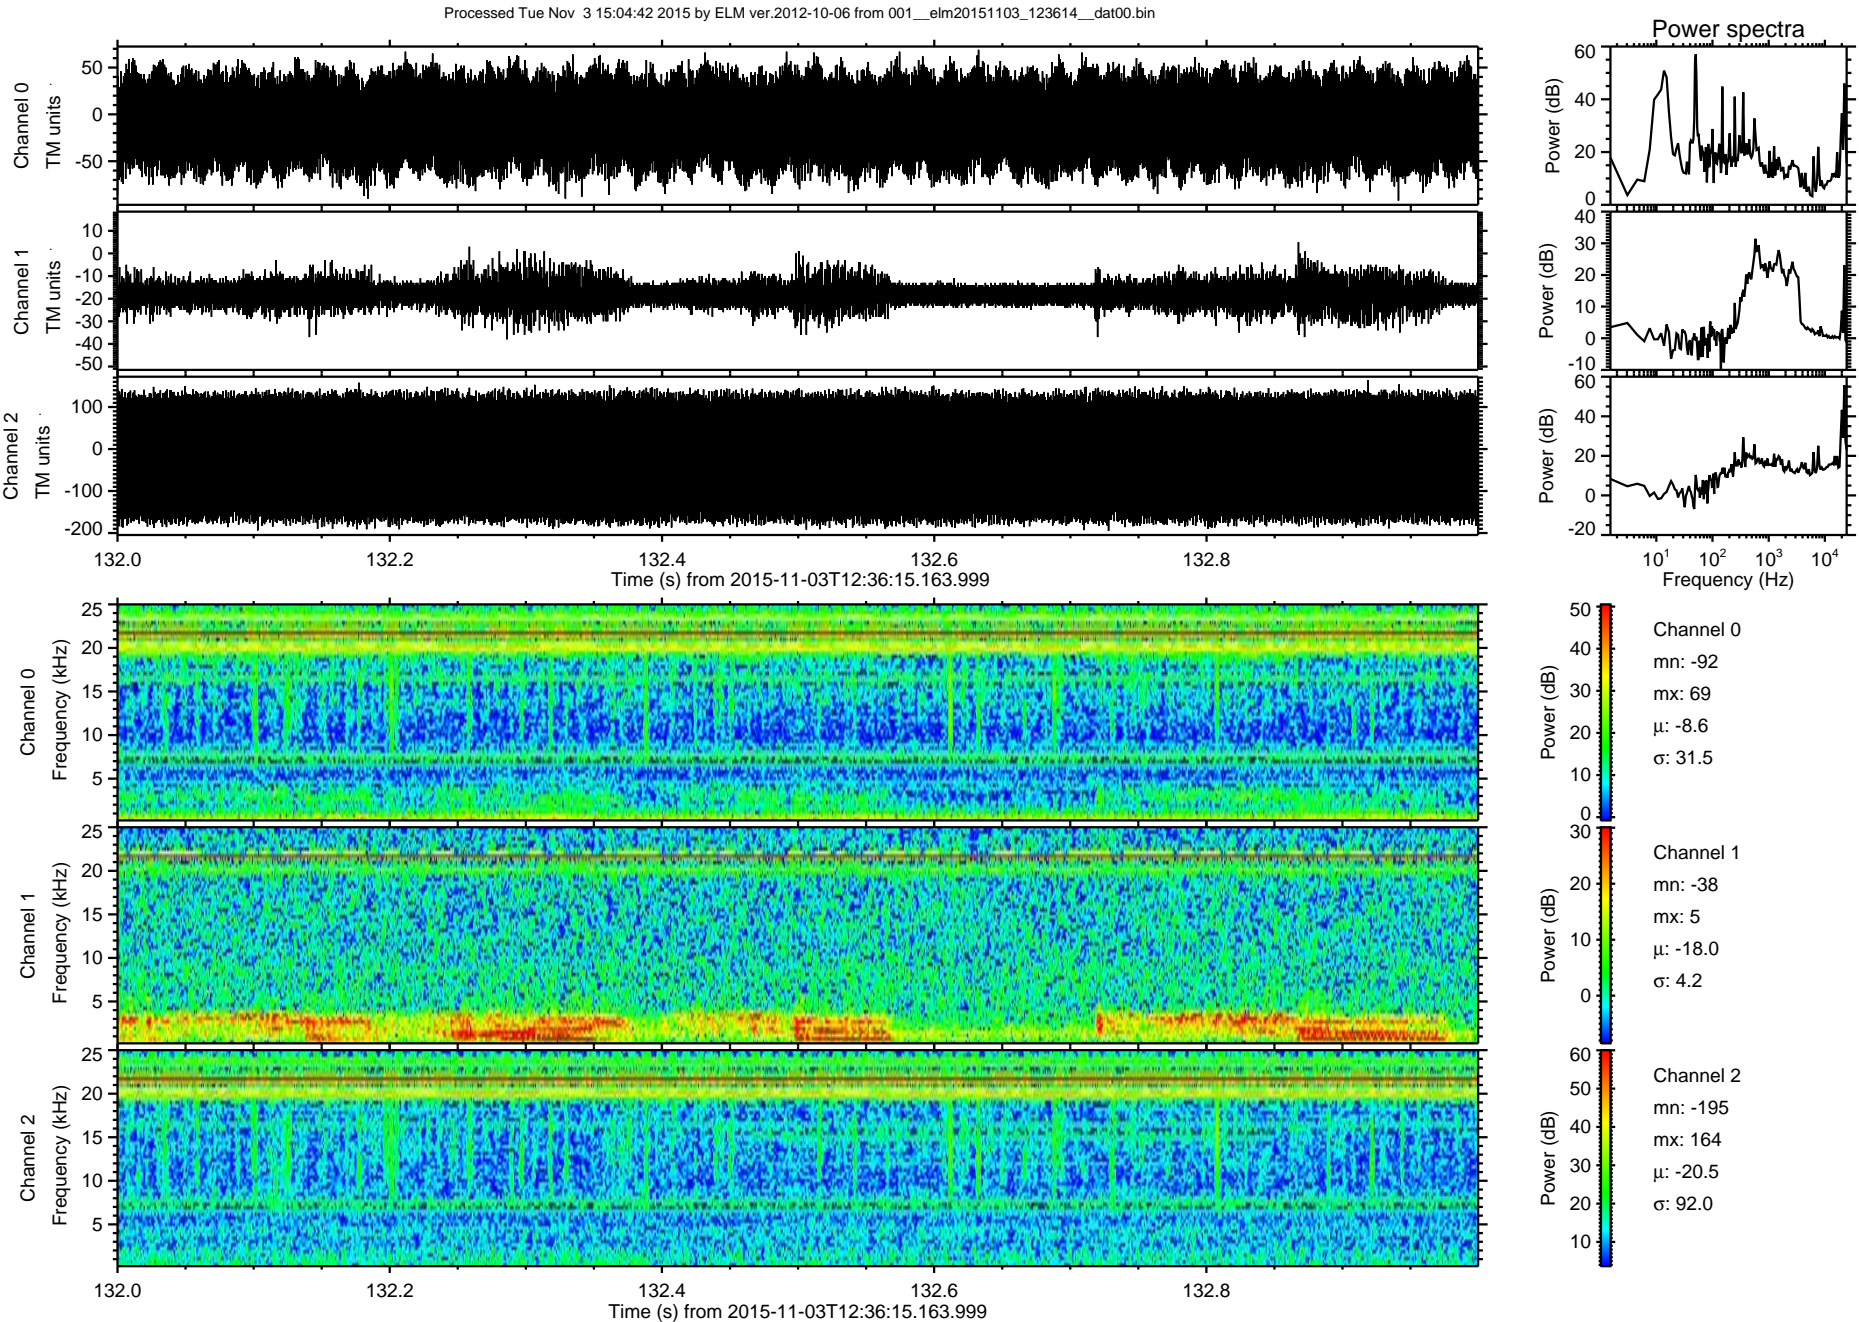 Processed Tue Nov  3 15:04:42 2015 by ELM ver.2012-10-06 from 001__elm20151103_123614__dat00.bin
Power spectra
Channel 0
TM units
50
0
-50
Power (dB)
60
40
20
0
Channel 1
TM units
10
0
-10
-20
-30
-40
-50
Power (dB)
40
30
20
10
0
-10
Channel 2
TM units
100
0
-100
-200
Power (dB)
60
40
20
0
-20
132.0 132.2 132.4 132.6 132.8
Time (s) from 2015-11-03T12:36:15.163.999
10¹ 10² 10³ 10⁴
Frequency (Hz)
Channel 0
Frequency (kHz)
25
20
15
10
5
Power (dB)
50
40
30
20
10
0
Channel 0
mn: -92
mx: 69
μ: -8.6
σ: 31.5
Channel 1
Frequency (kHz)
25
20
15
10
5
Power (dB)
30
20
10
0
Channel 1
mn: -38
mx: 5
μ: -18.0
σ: 4.2
Channel 2
Frequency (kHz)
25
20
15
10
5
Power (dB)
60
50
40
30
20
10
Channel 2
mn: -195
mx: 164
μ: -20.5
σ: 92.0
132.0 132.2 132.4 132.6 132.8
Time (s) from 2015-11-03T12:36:15.163.999